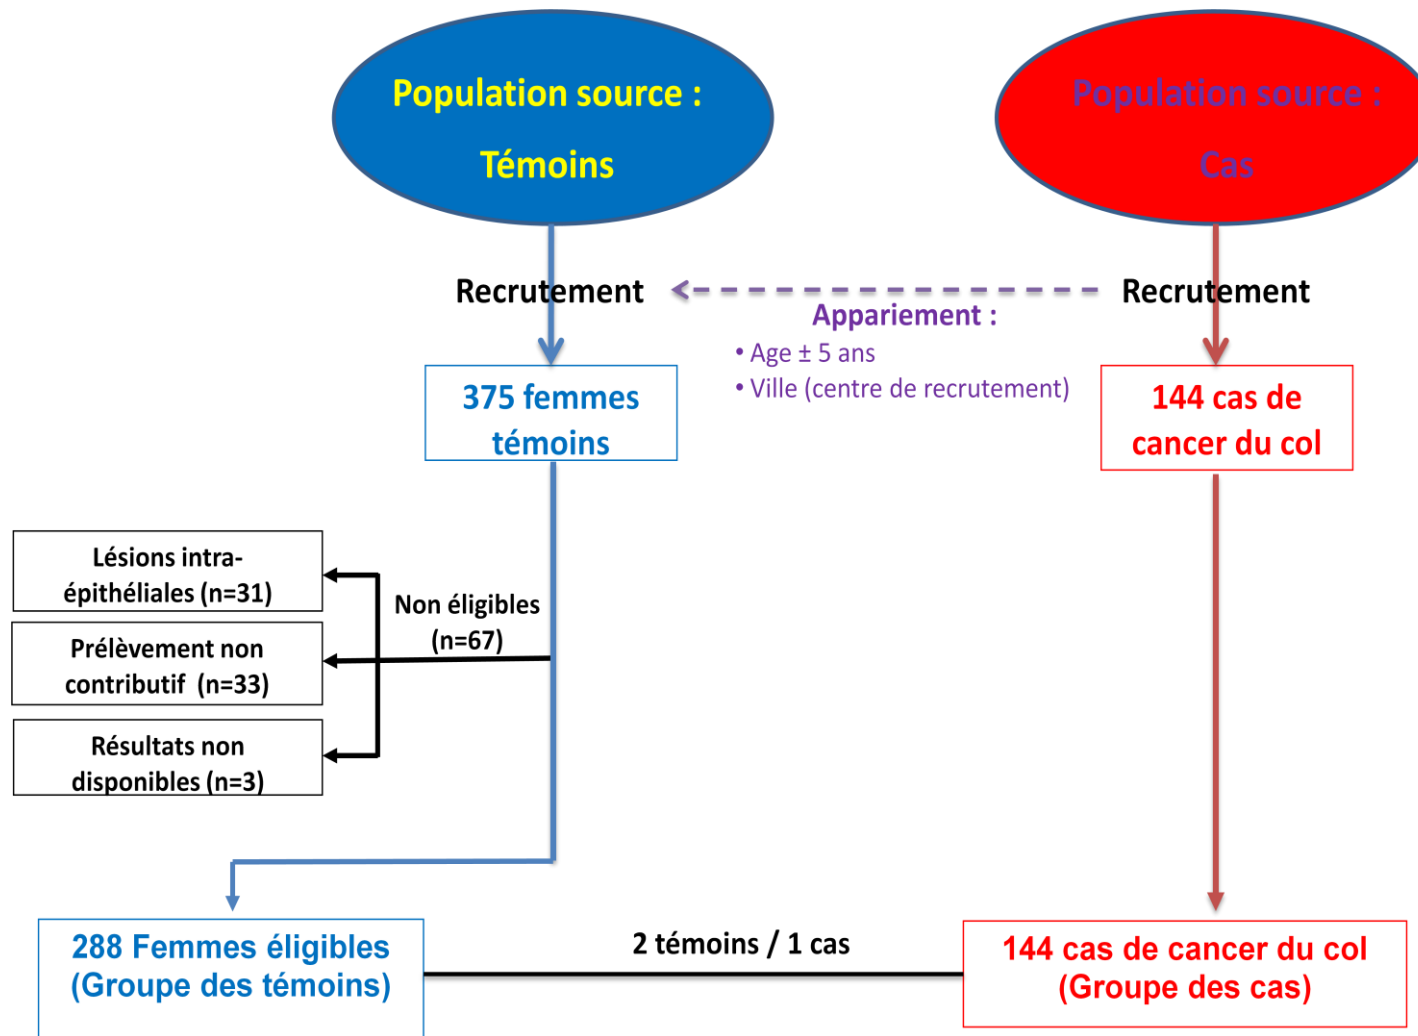 Population source :
Témoins
Population source :
Cas
Recrutement
Recrutement
Appariement :
• Age ± 5 ans
• Ville (centre de recrutement)
375 femmes
témoins
144 cas de
cancer du col
Lésions intra-
épithéliales (n=31)
Non éligibles
(n=67)
Prélèvement non
contributif (n=33)
Résultats non
disponibles (n=3)
288 Femmes éligibles
(Groupe des témoins)
2 témoins / 1 cas
144 cas de cancer du col
(Groupe des cas)